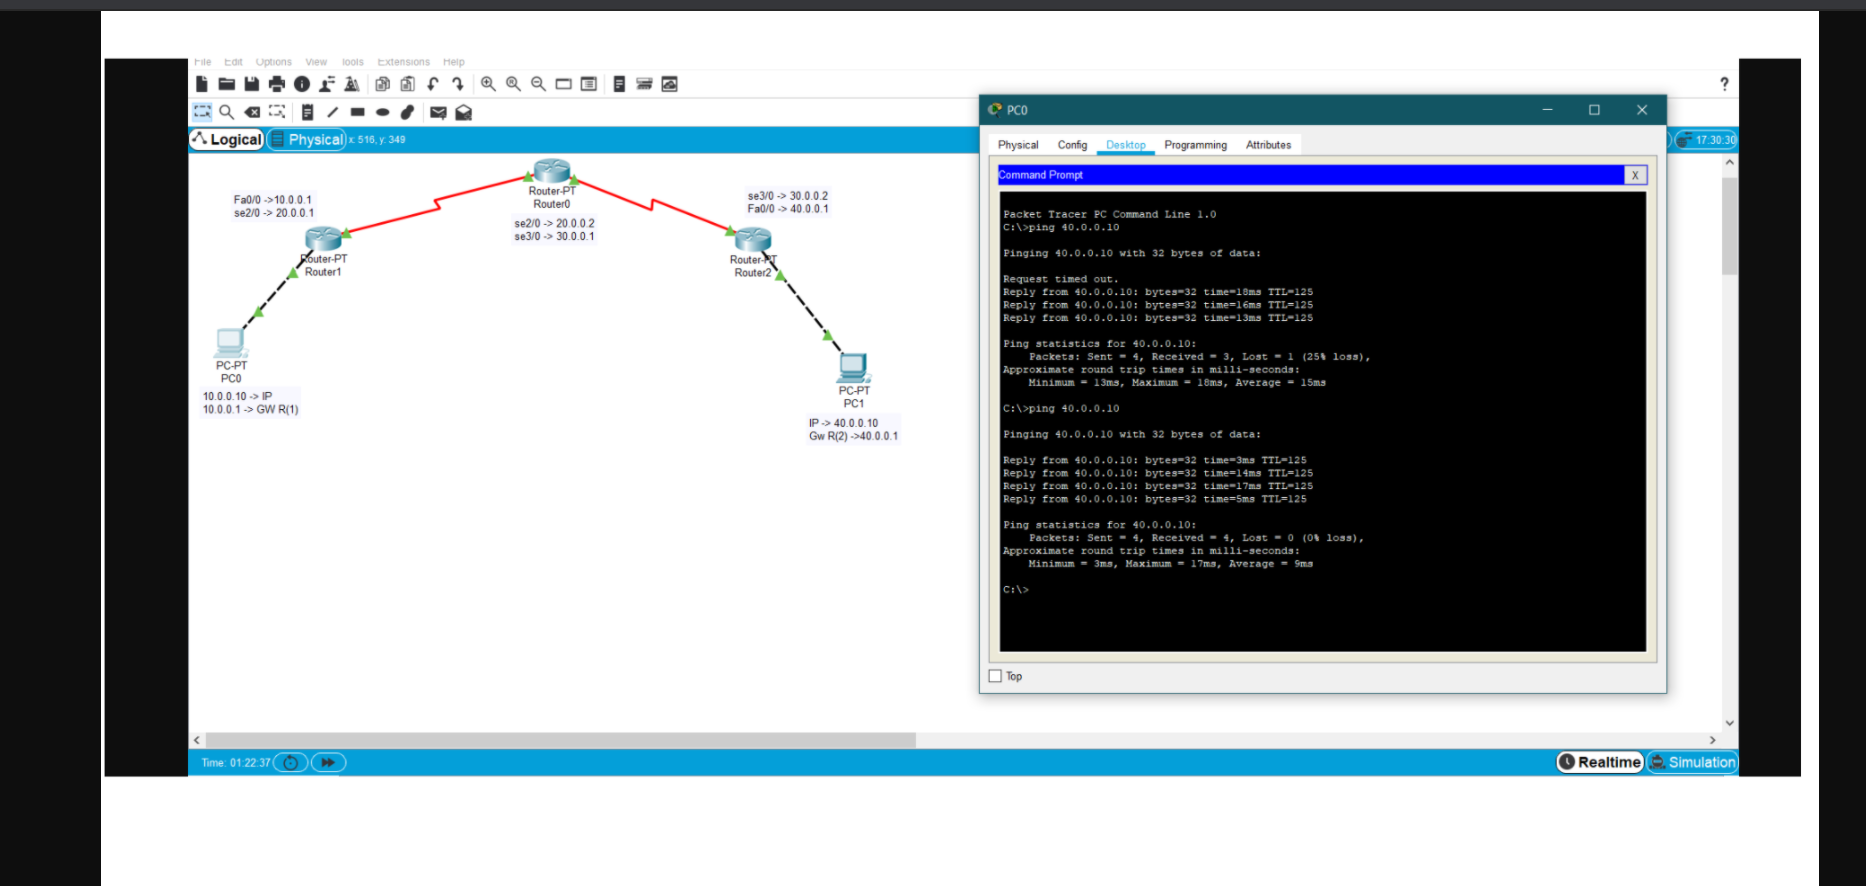 File Edit Options View Tools Extensions Help
?
Logical Physical x: 516, y: 349
17:30:30
Fa0/0 ->10.0.0.1
se2/0 -> 20.0.0.1
Router-PT
Router1
Router-PT
Router0
se2/0 -> 20.0.0.2
se3/0 -> 30.0.0.1
se3/0 -> 30.0.0.2
Fa0/0 -> 40.0.0.1
Router-PT
Router2
PC-PT
PC0
10.0.0.10 -> IP
10.0.0.1 -> GW R(1)
PC-PT
PC1
IP -> 40.0.0.10
Gw R(2) ->40.0.0.1
PC0
Physical Config Desktop Programming Attributes
Command Prompt
X
Packet Tracer PC Command Line 1.0
C:\>ping 40.0.0.10
Pinging 40.0.0.10 with 32 bytes of data:
Request timed out.
Reply from 40.0.0.10: bytes=32 time=18ms TTL=125
Reply from 40.0.0.10: bytes=32 time=16ms TTL=125
Reply from 40.0.0.10: bytes=32 time=13ms TTL=125
Ping statistics for 40.0.0.10:
Packets: Sent = 4, Received = 3, Lost = 1 (25% loss),
Approximate round trip times in milli-seconds:
Minimum = 13ms, Maximum = 18ms, Average = 15ms
C:\>ping 40.0.0.10
Pinging 40.0.0.10 with 32 bytes of data:
Reply from 40.0.0.10: bytes=32 time=3ms TTL=125
Reply from 40.0.0.10: bytes=32 time=14ms TTL=125
Reply from 40.0.0.10: bytes=32 time=17ms TTL=125
Reply from 40.0.0.10: bytes=32 time=5ms TTL=125
Ping statistics for 40.0.0.10:
Packets: Sent = 4, Received = 4, Lost = 0 (0% loss),
Approximate round trip times in milli-seconds:
Minimum = 3ms, Maximum = 17ms, Average = 9ms
C:\>
Top
Time: 01:22:37
Realtime Simulation